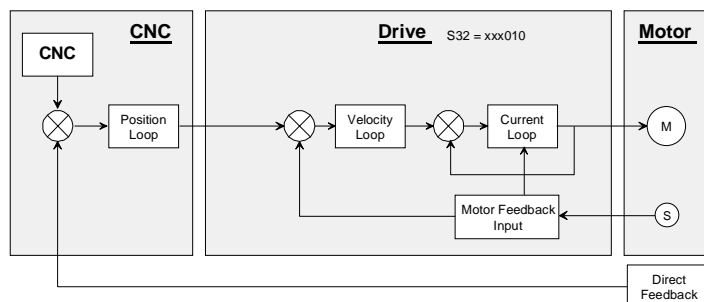 CNC
Drive
S32 = xxx010
Motor
CNC
Position
Loop
Velocity
Loop
Current
Loop
M
Motor Feedback
Input
S
Direct
Feedback